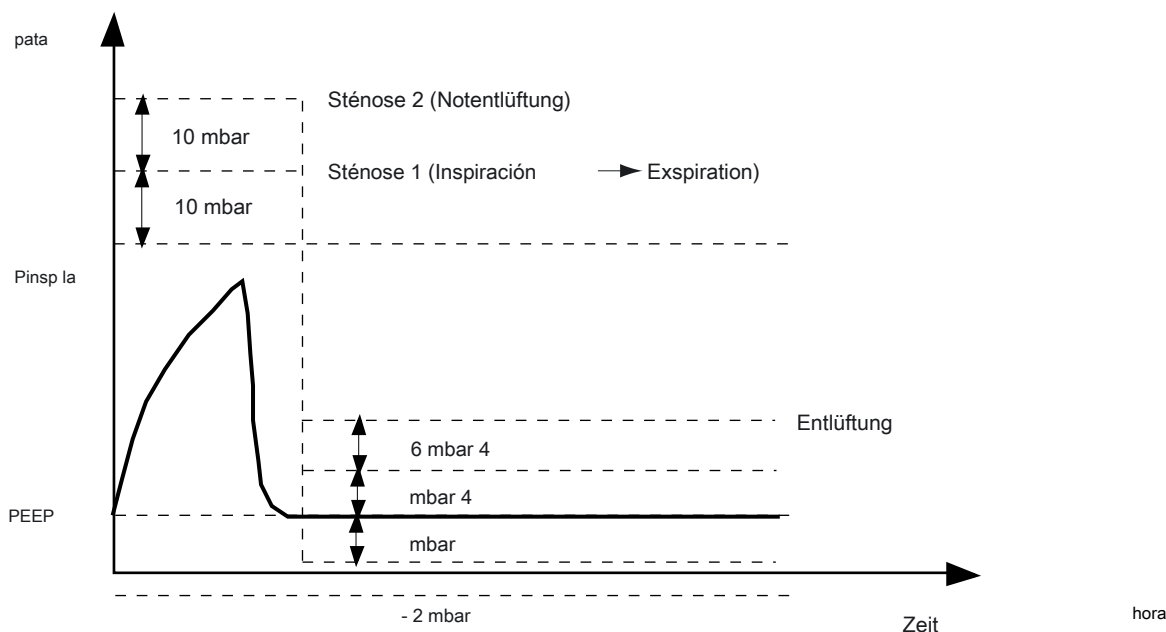 pata
Sténose 2 (Notentlüftung)
10 mbar
Sténose 1 (Inspiración → Exspiration)
10 mbar
Pinsp la
Entlüftung
6 mbar 4
mbar 4
PEEP
mbar
- 2 mbar
Zeit
hora